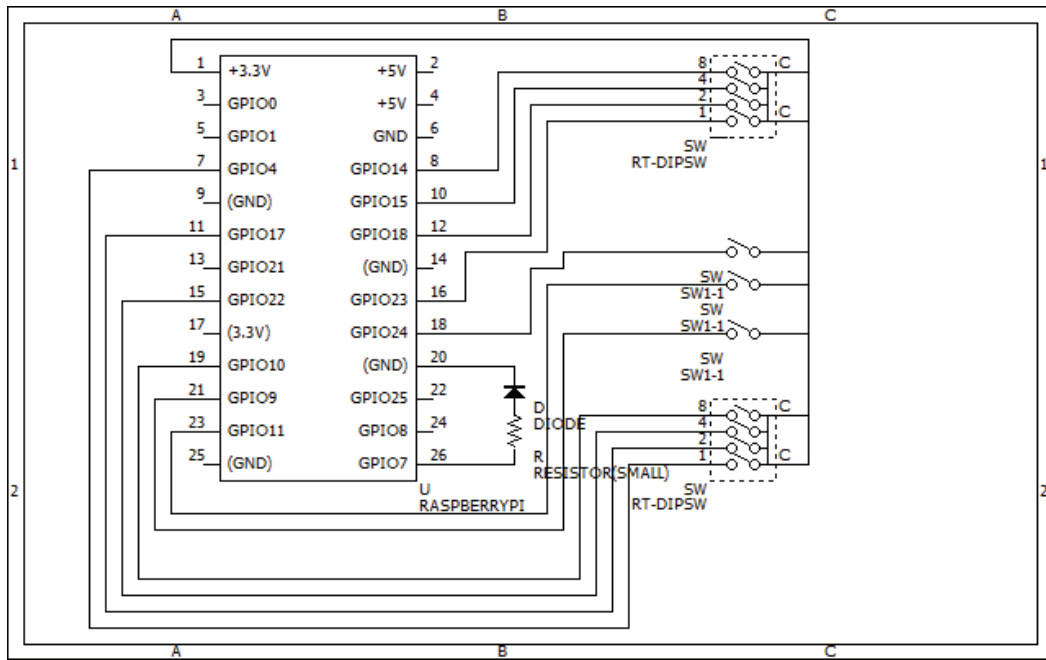 A B C
1 +3.3V +5V 2
3 GPIO0 +5V 4
5 GPIO1 GND 6
7 GPIO4 GPIO14 8
9 (GND) GPIO15 10
11 GPIO17 GPIO18 12
13 GPIO21 (GND) 14
15 GPIO22 GPIO23 16
17 (3.3V) GPIO24 18
19 GPIO10 (GND) 20
21 GPIO9 GPIO25 22
23 GPIO11 GPIO8 24
25 (GND) GPIO7 26
U
RASPBERRYPI
8 C
4
2
1 C
SW
RT-DIPSW
1 1
SW
SW1-1
SW
SW1-1
SW
SW1-1
D
DIODE
R
RESISTOR(SMALL)
8 C
4
2
1 C
SW
RT-DIPSW
2 2
A B C